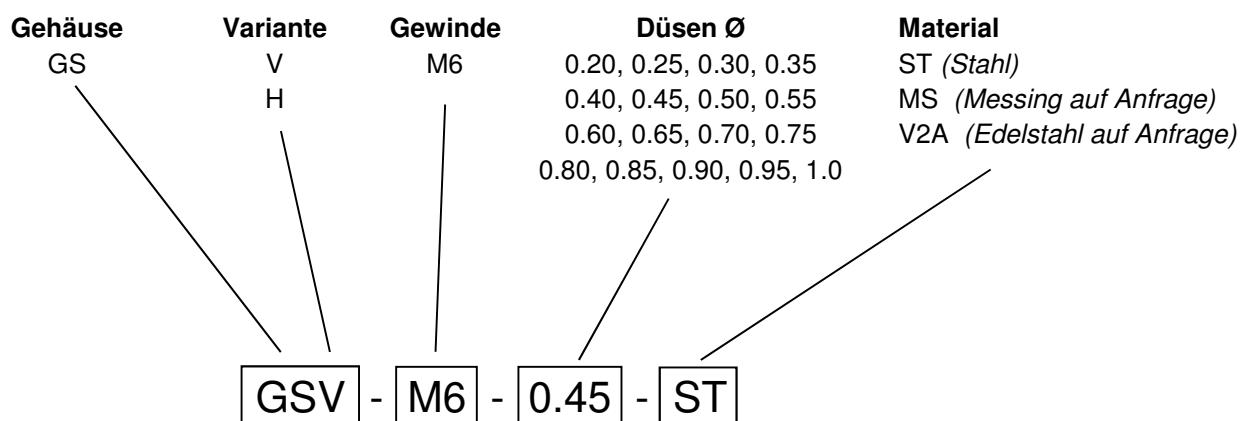 Gehäuse Variante Gewinde Düsen Ø Material
GS V M6 0.20, 0.25, 0.30, 0.35 ST (Stahl)
H 0.40, 0.45, 0.50, 0.55 MS (Messing auf Anfrage)
0.60, 0.65, 0.70, 0.75 V2A (Edelstahl auf Anfrage)
0.80, 0.85, 0.90, 0.95, 1.0
GSV - M6 - 0.45 - ST